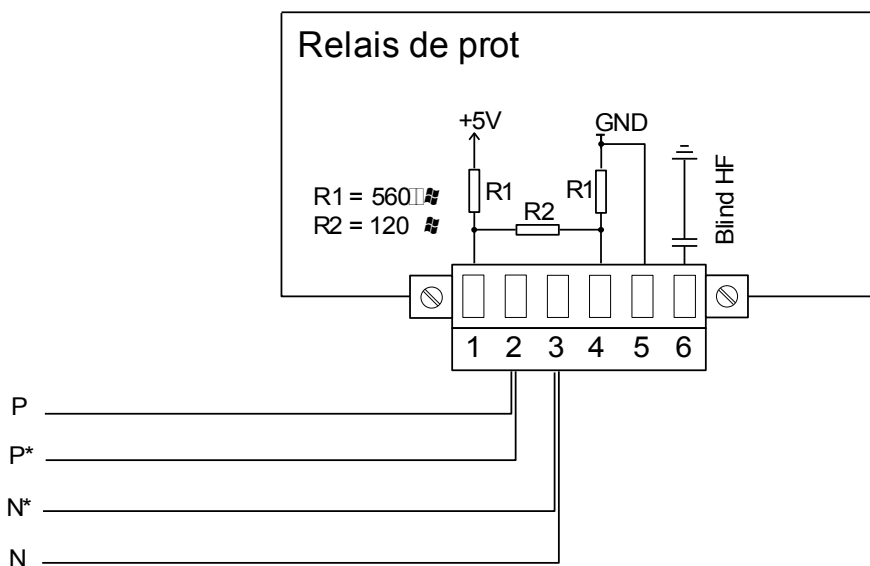 Relais de prot
+5V
GND
R1
R1
R2
R1 = 560
R2 = 120
Blind HF
1 2 3 4 5 6
P
P*
N*
N